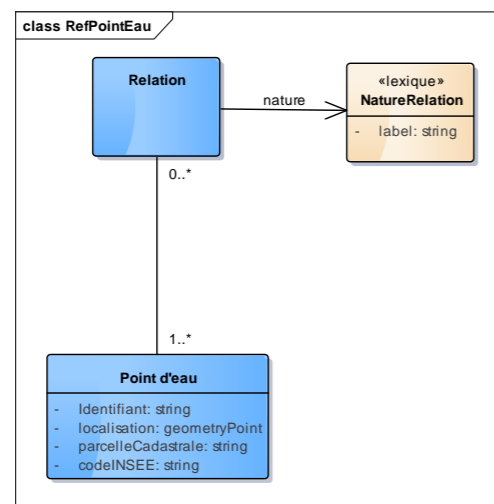 class RefPointEau
Relation
nature
«lexique»
NatureRelation
- label: string
0..*
1..*
Point d'eau
- Identifiant: string
- localisation: geometryPoint
- parcelleCadastrale: string
- codeINSEE: string